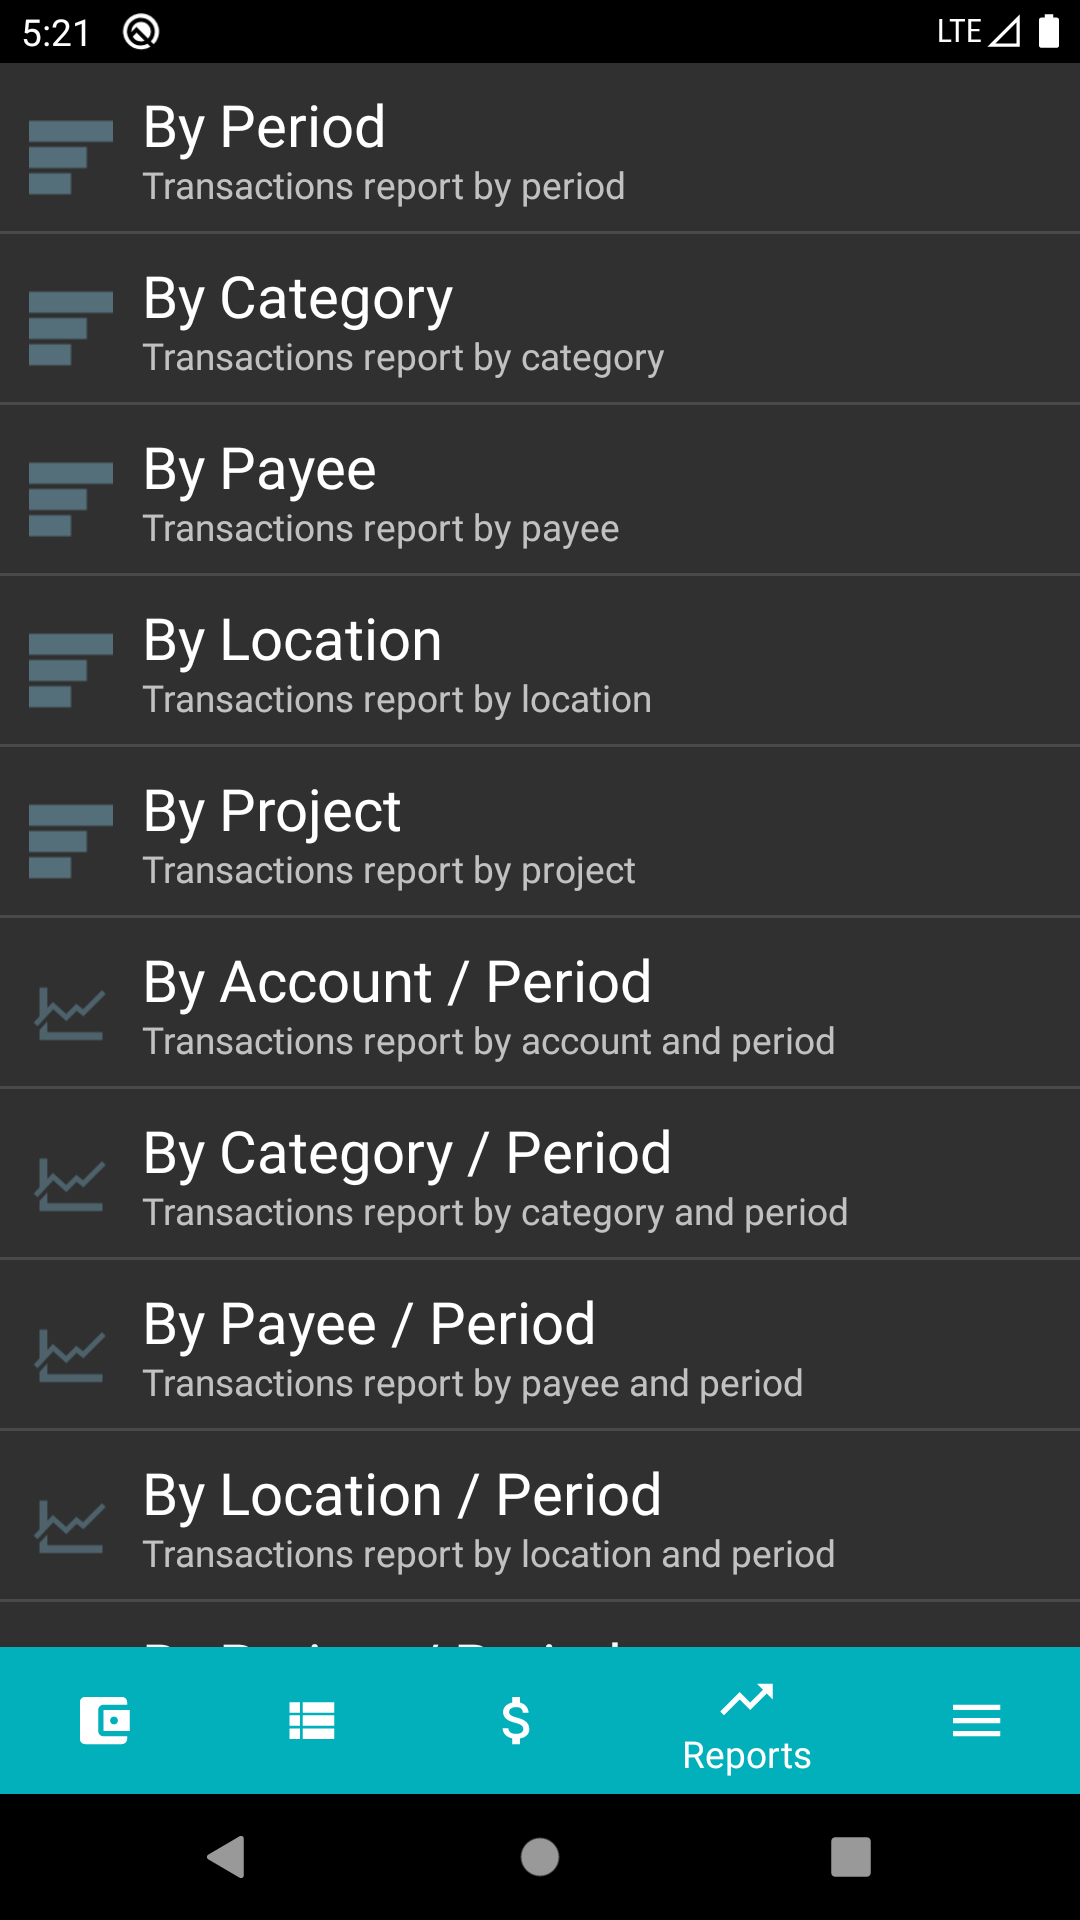 5:21
LTE
By Period
Transactions report by period
By Category
Transactions report by category
By Payee
Transactions report by payee
By Location
Transactions report by location
By Project
Transactions report by project
By Account / Period
Transactions report by account and period
By Category / Period
Transactions report by category and period
By Payee / Period
Transactions report by payee and period
By Location / Period
Transactions report by location and period
Reports